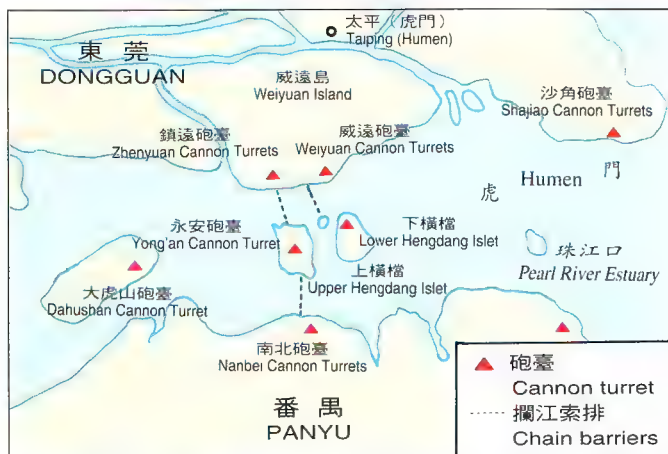 太平（虎門）
Taiping (Humen)
東莞
DONGGUAN
威遠島
Weiyuan Island
沙角砲臺
Shajiao Cannon Turrets
鎮遠砲臺
Zhenyuan Cannon Turrets
威遠砲臺
Weiyuan Cannon Turrets
虎門
Humen
永安砲臺
Yong'an Cannon Turret
下橫檔
Lower Hengdang Islet
珠江口
Pearl River Estuary
上橫檔
Upper Hengdang Islet
大虎山砲臺
Dahushan Cannon Turret
南北砲臺
Nanbei Cannon Turrets
番禺
PANYU
砲臺
Cannon turret
攔江索排
Chain barriers